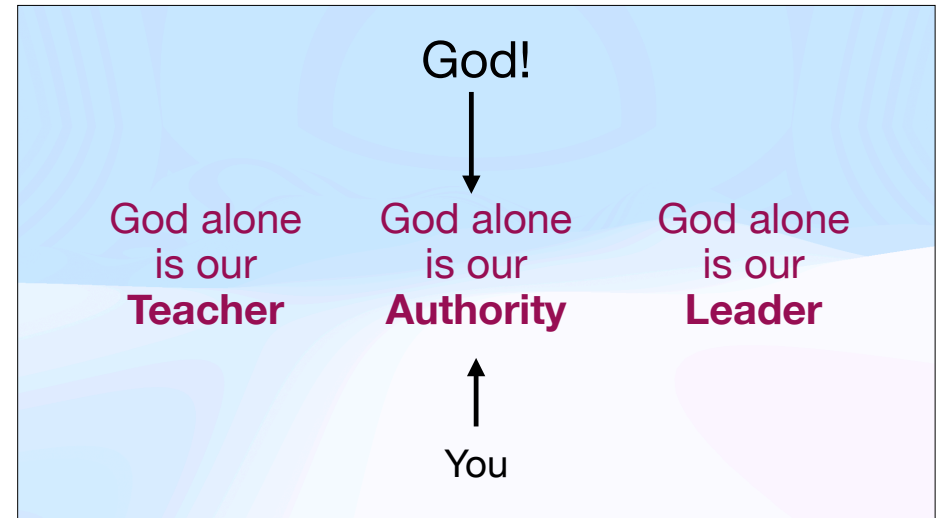 God!
God alone
is our
Teacher
God alone
is our
Authority
God alone
is our
Leader
You